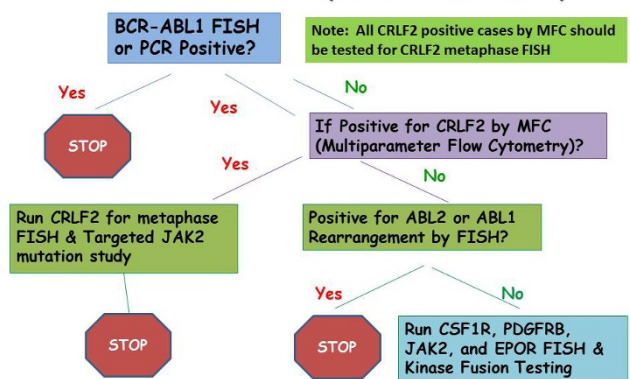 BCR-ABL1 FISH
or PCR Positive?
Note: All CRLF2 positive cases by MFC should
be tested for CRLF2 metaphase FISH
Yes
Yes
No
STOP
If Positive for CRLF2 by MFC
(Multiparameter Flow Cytometry)?
Yes
No
Run CRLF2 for metaphase
FISH & Targeted JAK2
mutation study
Positive for ABL2 or ABL1
Rearrangement by FISH?
Yes
No
STOP
STOP
Run CSF1R, PDGFRB,
JAK2, and EPOR FISH &
Kinase Fusion Testing